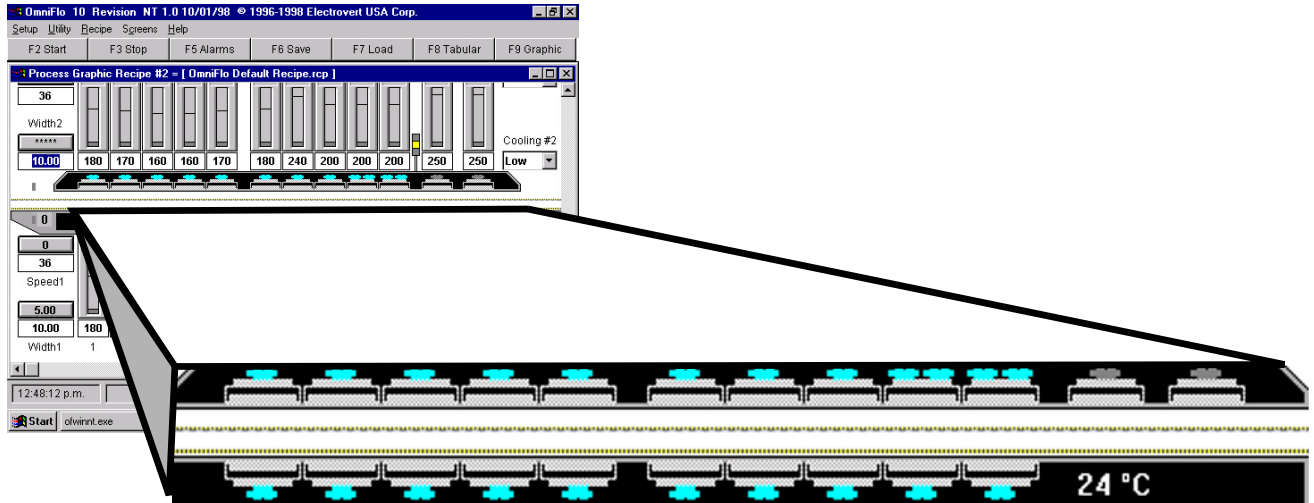 OmniFlo 10 Revision NT 1.0 10/01/98 © 1996-1998 Electrovert USA Corp.
Setup Utility Recipe Screens Help
F2 Start F3 Stop F5 Alarms F6 Save F7 Load F8 Tabular F9 Graphic
Process Graphic Recipe #2 = [ OmniFlo Default Recipe.rcp ]
36
Width2
***** Cooling #2
10.00 180 170 160 160 170 180 240 200 200 200 250 250 Low
0
0
36
Speed1
5.00
10.00 180
Width1 1
12:48:12 p.m.
Start ofwinnt.exe
24 °C